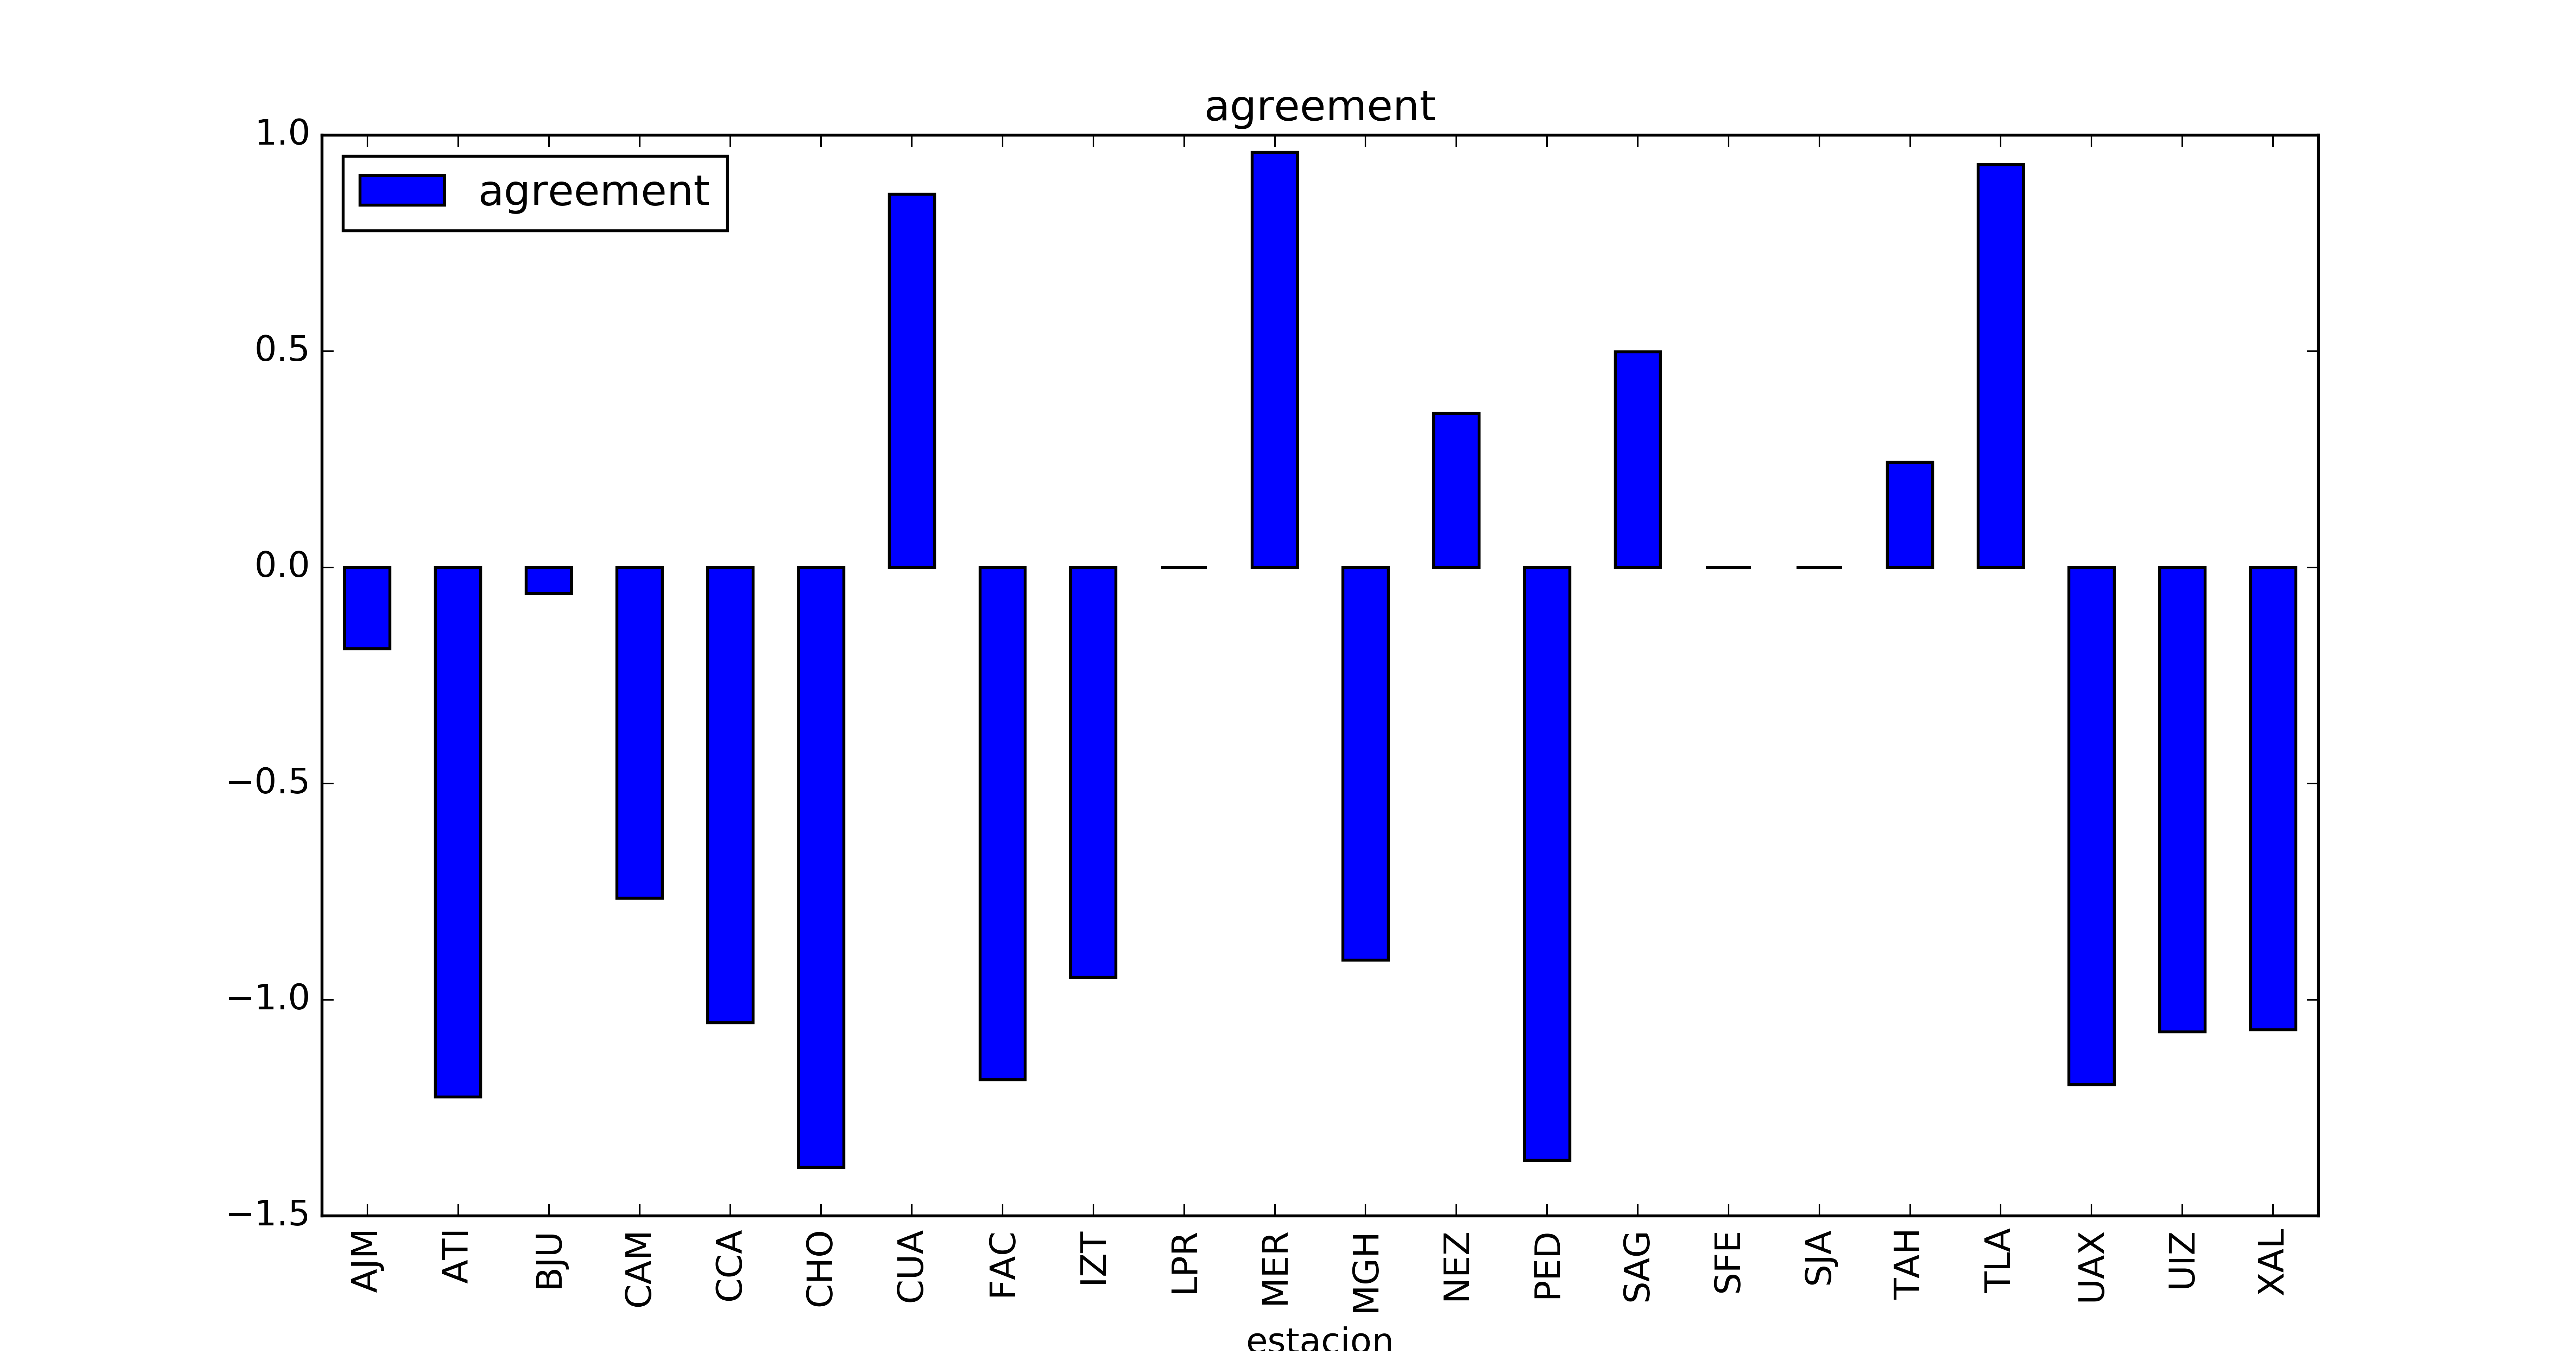 agreement
agreement
1.0
0.5
0.0
−0.5
−1.0
−1.5
AJM
ATI
BJU
CAM
CCA
CHO
CUA
FAC
IZT
LPR
MER
MGH
NEZ
PED
SAG
SFE
SJA
TAH
TLA
UAX
UIZ
XAL
estacion